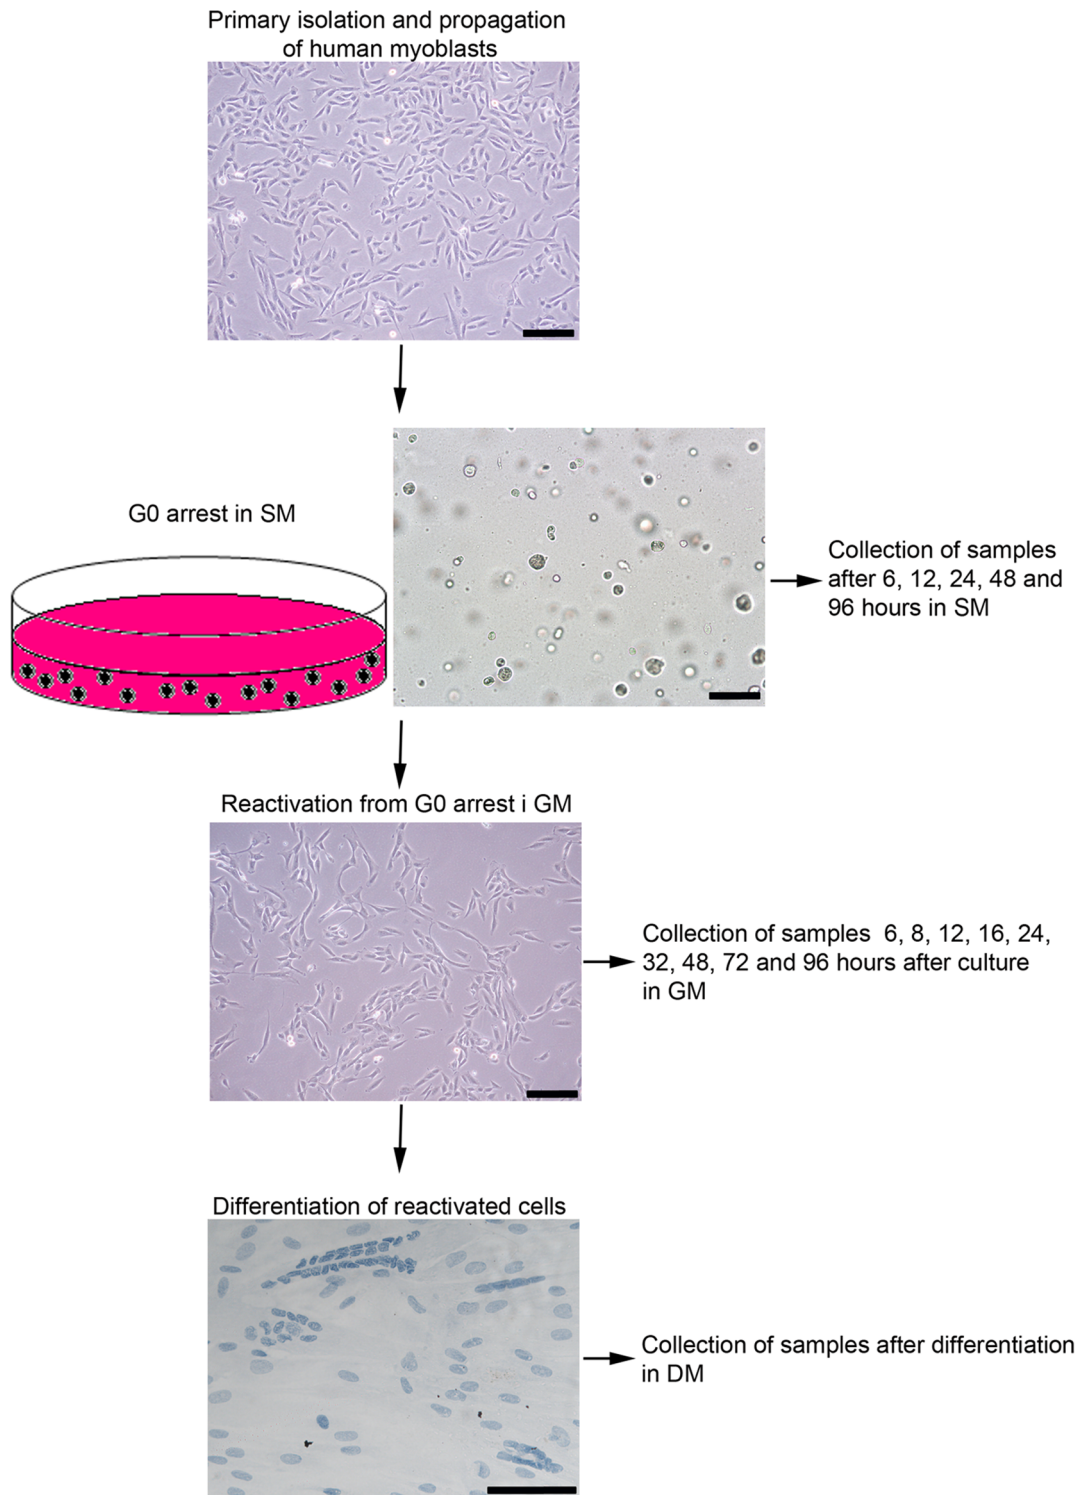 Primary isolation and propagation
of human myoblasts
G0 arrest in SM
Collection of samples
after 6, 12, 24, 48 and
96 hours in SM
Reactivation from G0 arrest i GM
Collection of samples  6, 8, 12, 16, 24,
32, 48, 72 and 96 hours after culture
in GM
Differentiation of reactivated cells
Collection of samples after differentiation
in DM